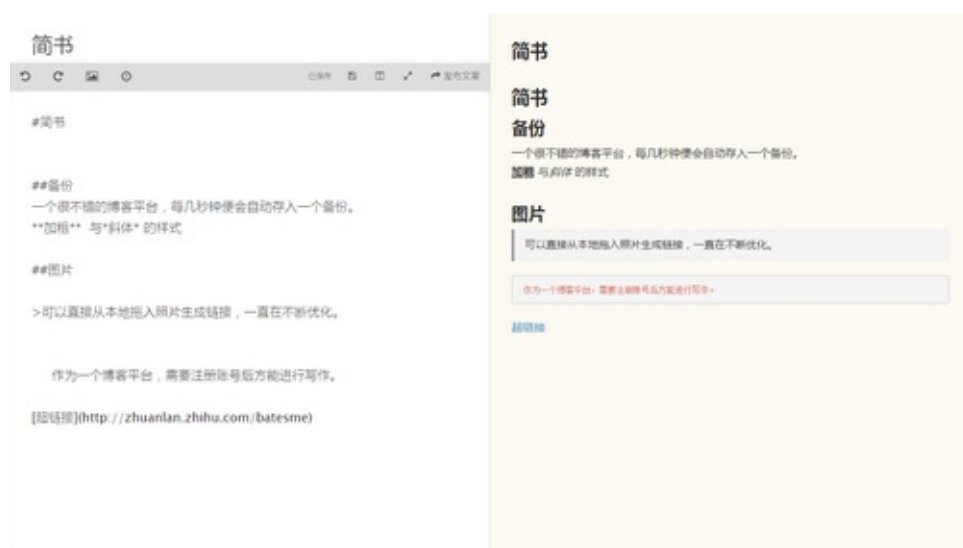 简书
已保存
发布文章
#简书
##备份
一个很不错的博客平台，每几秒钟便会自动存入一个备份。
**加粗** 与*斜体* 的样式
##图片
>可以直接从本地拖入照片生成链接，一直在不断优化。
作为一个博客平台，需要注册账号后方能进行写作。
[超链接](http://zhuanlan.zhihu.com/batesme)
简书
简书
备份
一个很不错的博客平台，每几秒钟便会自动存入一个备份。
加粗 与斜体 的样式
图片
可以直接从本地拖入照片生成链接，一直在不断优化。
作为一个博客平台，需要注册账号后方能进行写作。
超链接